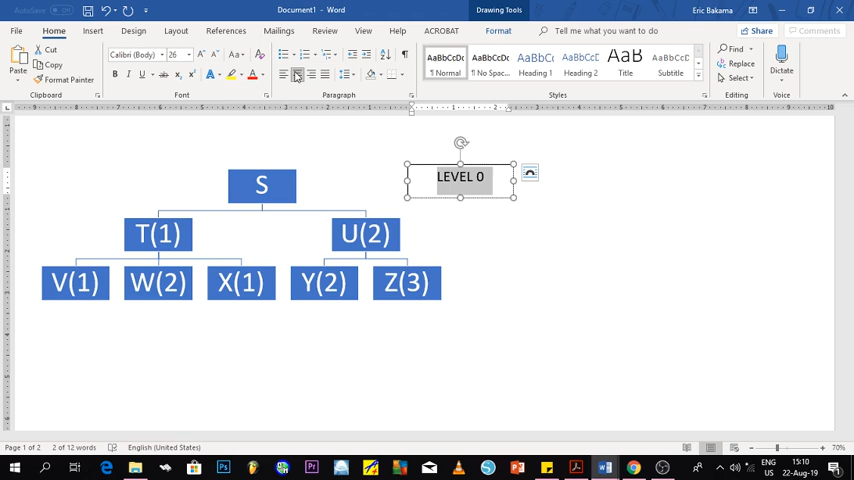 AutoSave Off Document1 - Word Drawing Tools Eric Bakama
File Home Insert Draw Design Layout References Mailings Review View Help ACROBAT Format Tell me what you want to do Share Comments
Cut
Copy
Format Painter
Paste
Calibri (Body) 26
AaBbCcDc AaBbCcDc AaBbCc AaBbCcD AaB AaBbCcD
¶ Normal ¶ No Spac... Heading 1 Heading 2 Title Subtitle
Find
Replace
Select
Dictate
Clipboard Font Paragraph Styles Editing Voice
LEVEL 0
S
T(1) U(2)
V(1) W(2) X(1) Y(2) Z(3)
Page 1 of 2 2 of 12 words English (United States) 70%
ENG
US
15:10
22-Aug-19